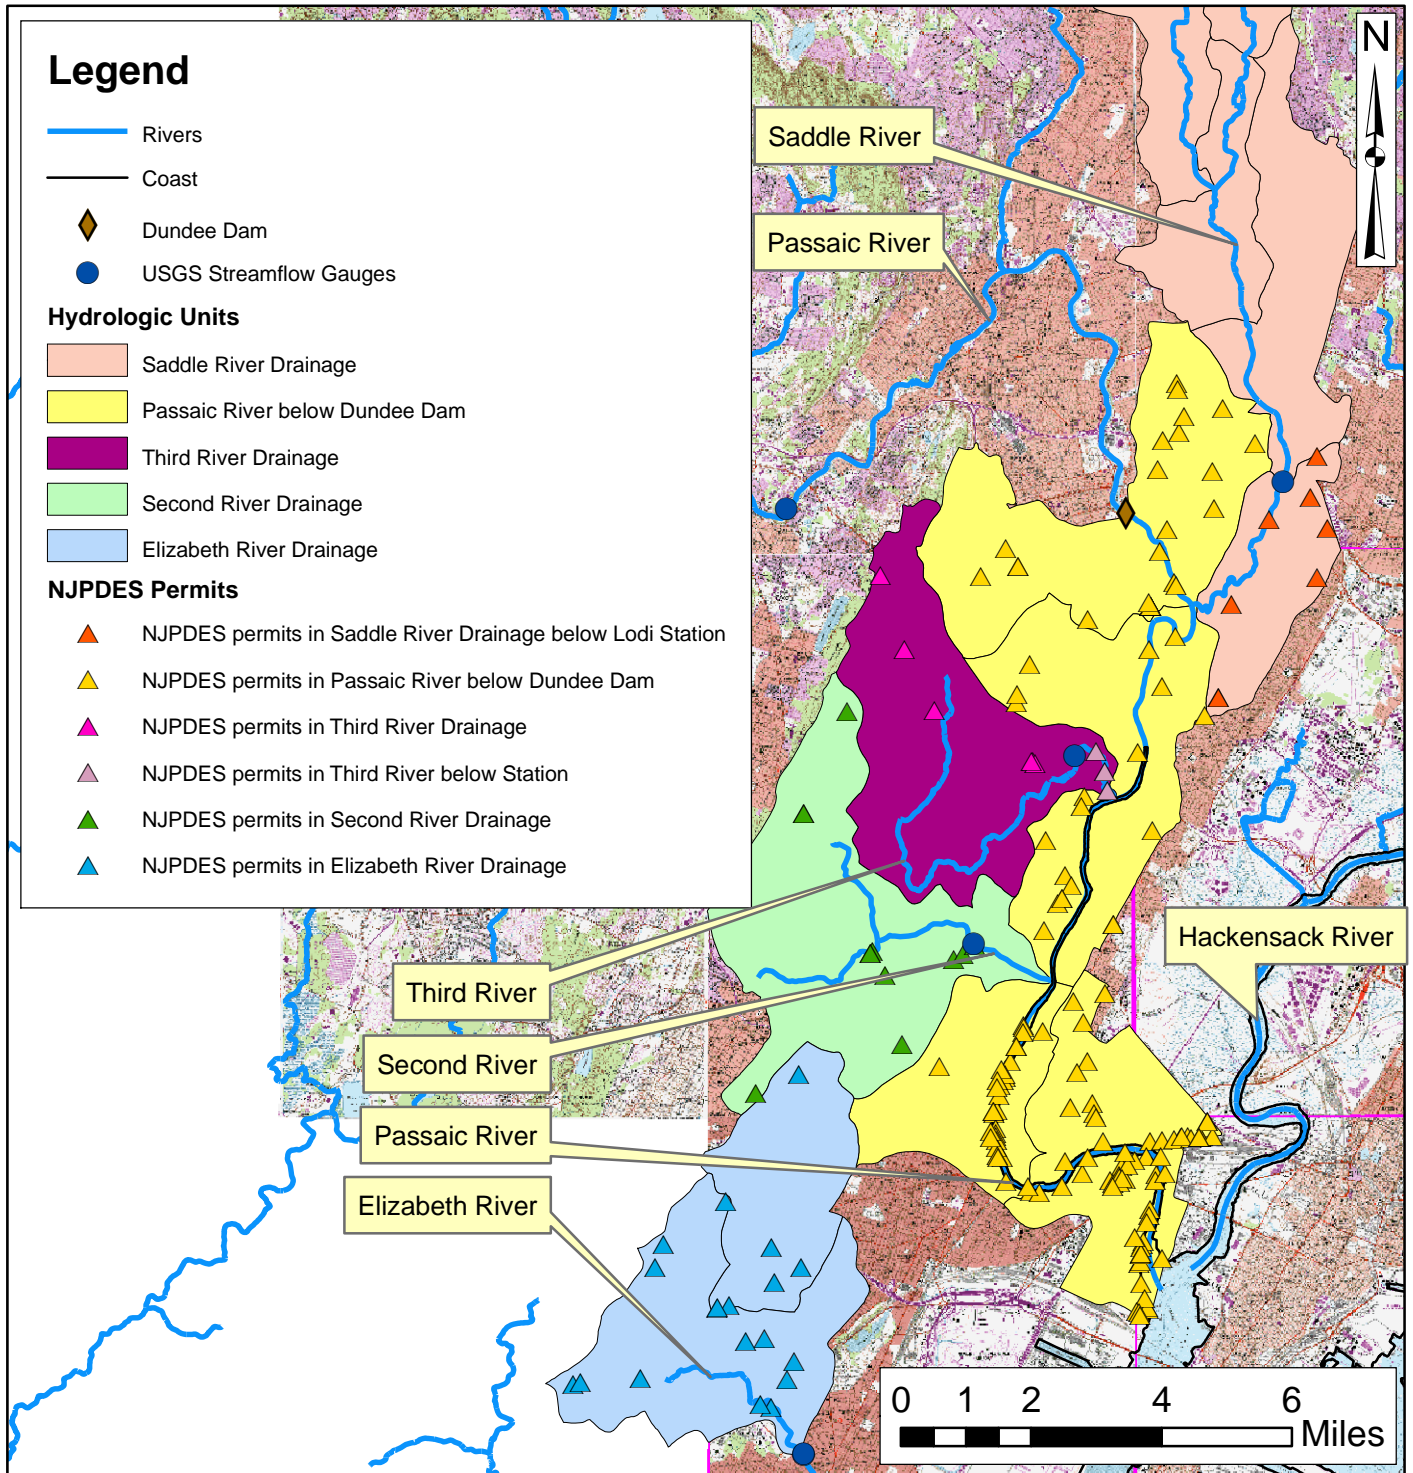 Legend
Rivers
Coast
Dundee Dam
USGS Streamflow Gauges
Hydrologic Units
Saddle River Drainage
Passaic River below Dundee Dam
Third River Drainage
Second River Drainage
Elizabeth River Drainage
NJPDES Permits
NJPDES permits in Saddle River Drainage below Lodi Station
NJPDES permits in Passaic River below Dundee Dam
NJPDES permits in Third River Drainage
NJPDES permits in Third River below Station
NJPDES permits in Second River Drainage
NJPDES permits in Elizabeth River Drainage
N
Saddle River
Passaic River
Hackensack River
Third River
Second River
Passaic River
Elizabeth River
0 1 2 4 6
Miles